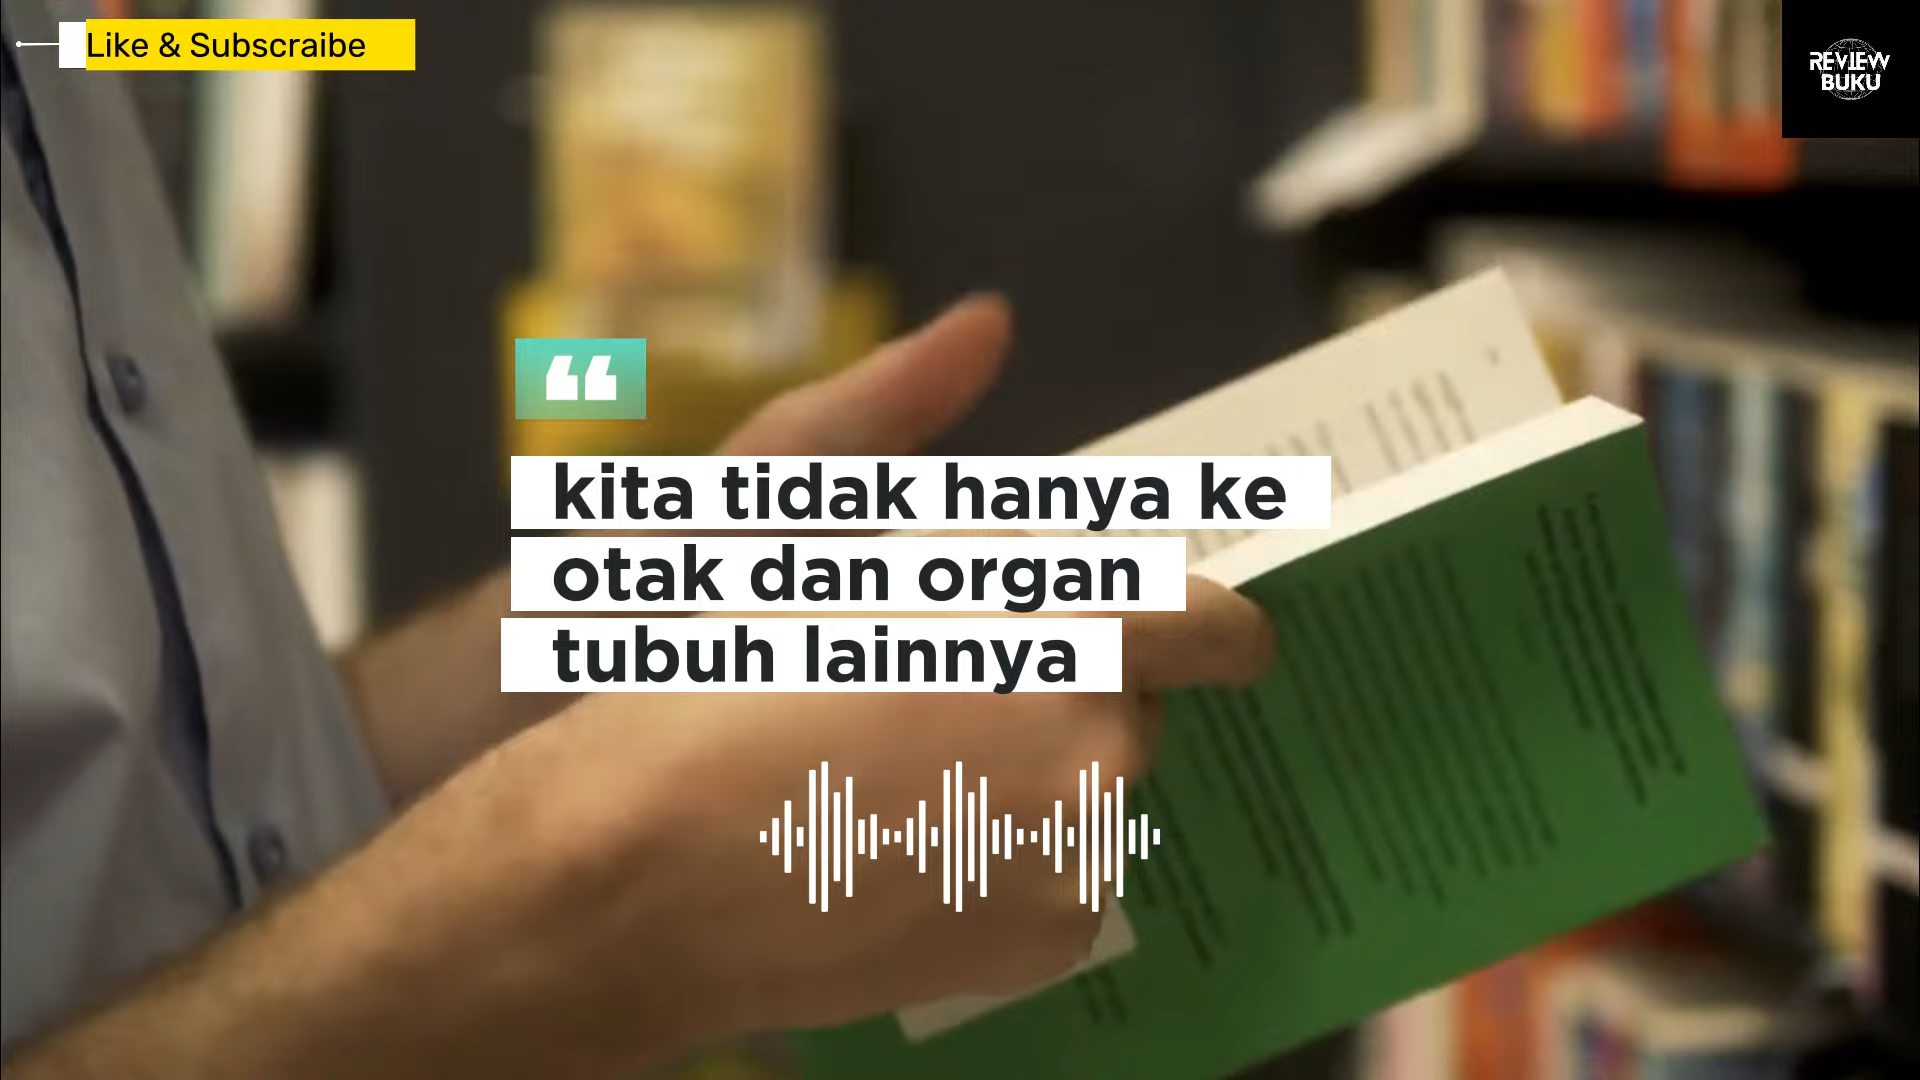 Like & Subscraibe
REVIEW
BUKU
kita tidak hanya ke
otak dan organ
tubuh lainnya